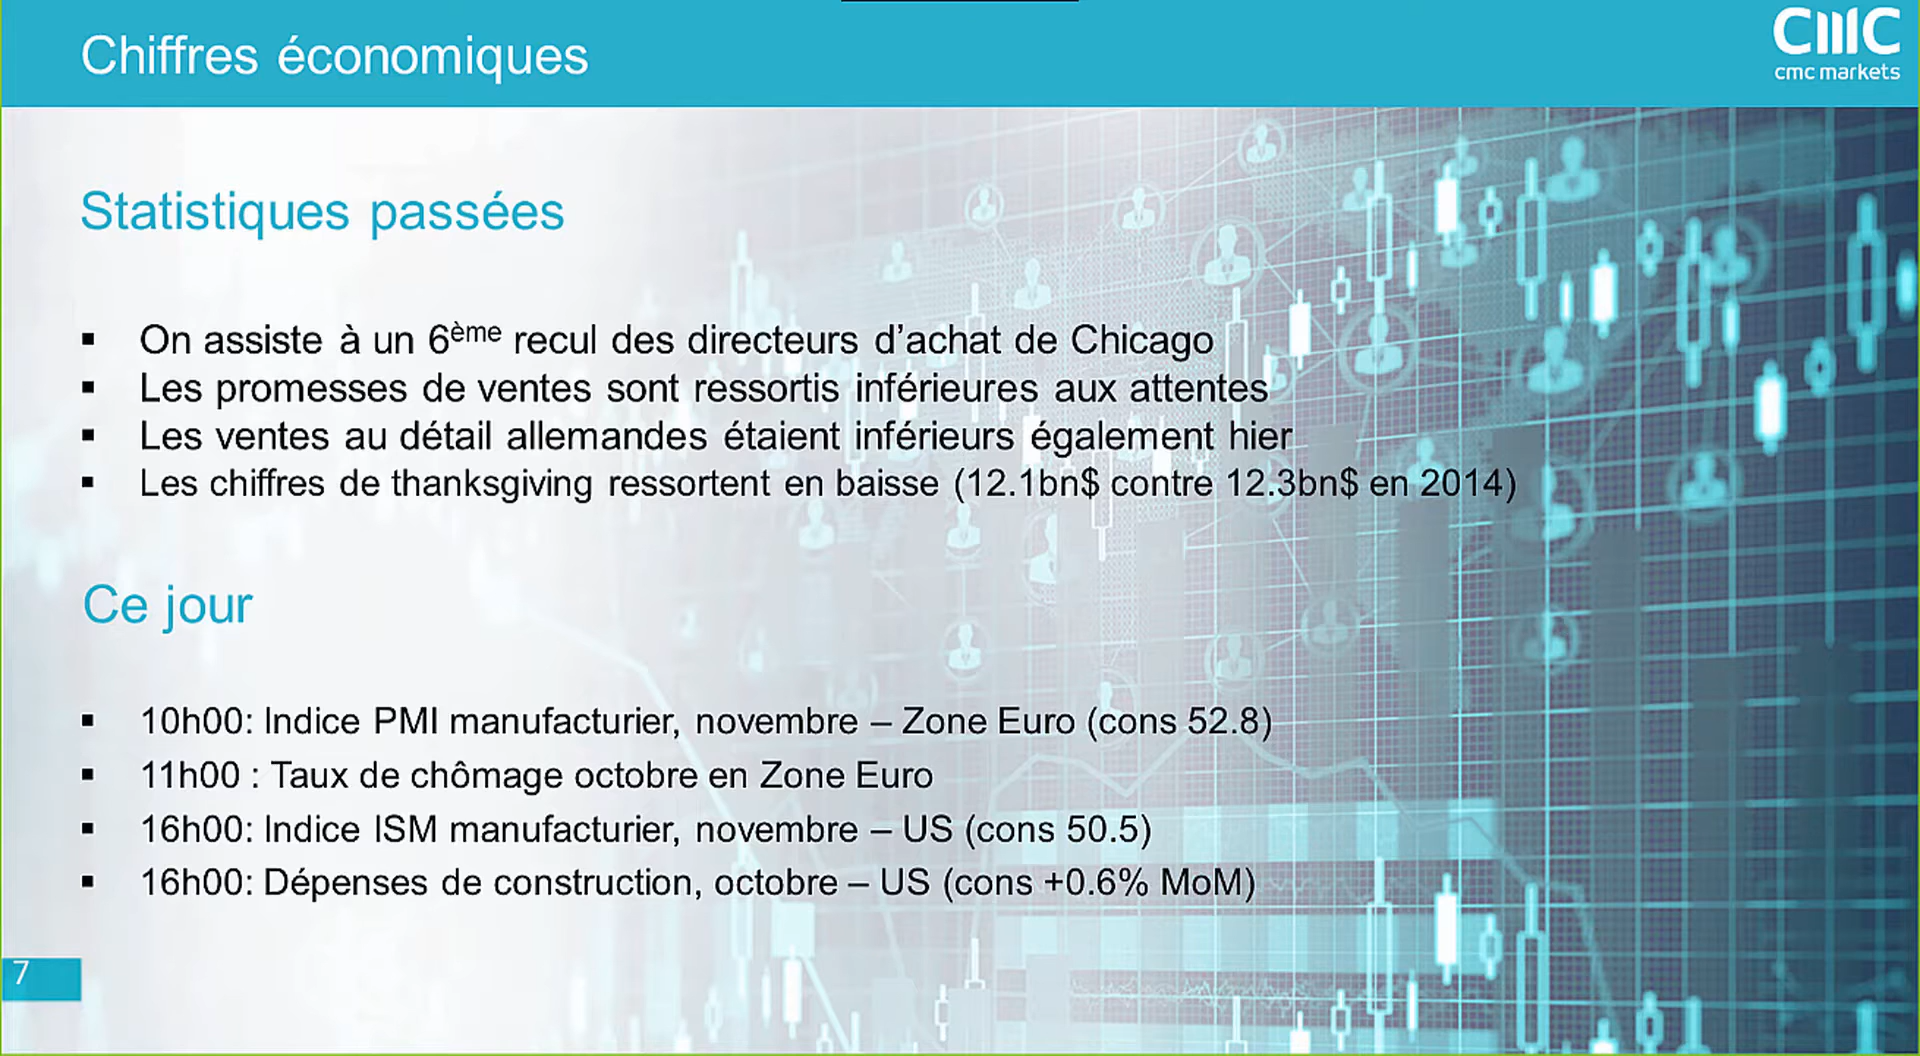 Chiffres économiques
CMC
cmc markets
Statistiques passées
▪ On assiste à un 6ème recul des directeurs d’achat de Chicago
▪ Les promesses de ventes sont ressortis inférieures aux attentes
▪ Les ventes au détail allemandes étaient inférieurs également hier
▪ Les chiffres de thanksgiving ressortent en baisse (12.1bn$ contre 12.3bn$ en 2014)
Ce jour
▪ 10h00: Indice PMI manufacturier, novembre – Zone Euro (cons 52.8)
▪ 11h00 : Taux de chômage octobre en Zone Euro
▪ 16h00: Indice ISM manufacturier, novembre – US (cons 50.5)
▪ 16h00: Dépenses de construction, octobre – US (cons +0.6% MoM)
7